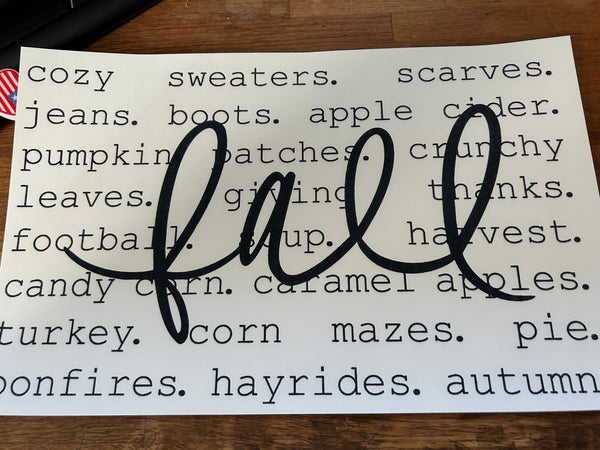 cozy sweaters. scarves.
jeans. boots. apple cider.
pumpkin patches. crunchy
leaves. giving thanks.
football. soup. harvest.
candy corn. caramel apples.
turkey. corn mazes. pie.
bonfires. hayrides. autumn
fall